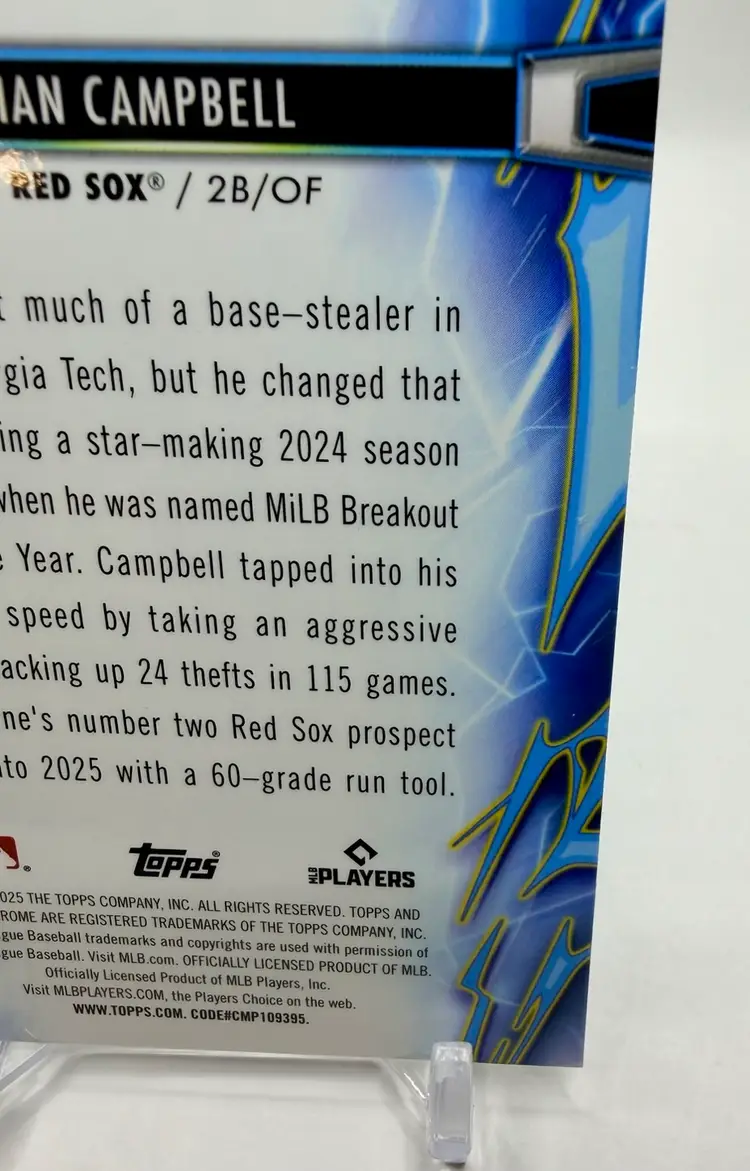 IAN CAMPBELL
RED SOX® / 2B/OF
t much of a base–stealer in
gia Tech, but he changed that
ing a star–making 2024 season
when he was named MiLB Breakout
e Year. Campbell tapped into his
speed by taking an aggressive
acking up 24 thefts in 115 games.
ne's number two Red Sox prospect
nto 2025 with a 60–grade run tool.
®
topps®
MLB PLAYERS
025 THE TOPPS COMPANY, INC. ALL RIGHTS RESERVED. TOPPS AND
ROME ARE REGISTERED TRADEMARKS OF THE TOPPS COMPANY, INC.
gue Baseball trademarks and copyrights are used with permission of
gue Baseball. Visit MLB.com. OFFICIALLY LICENSED PRODUCT OF MLB.
Officially Licensed Product of MLB Players, Inc.
Visit MLBPLAYERS.COM, the Players Choice on the web.
WWW.TOPPS.COM. CODE#CMP109395.